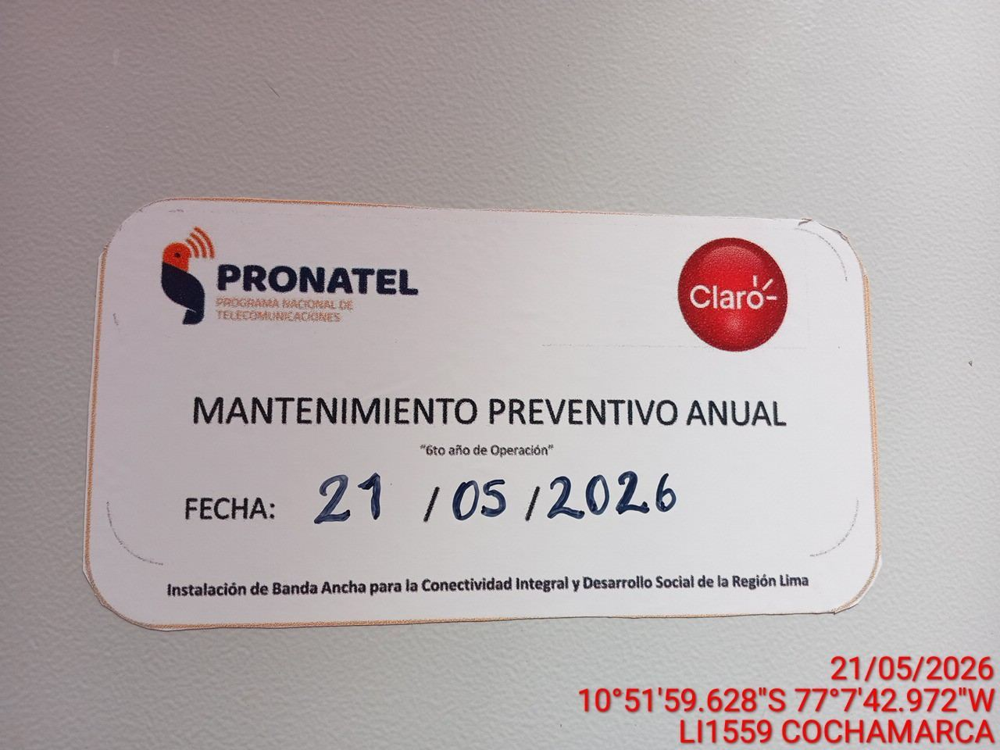 PRONATEL
PROGRAMA NACIONAL DE
TELECOMUNICACIONES
Claro
MANTENIMIENTO PREVENTIVO ANUAL
"6to año de Operación"
FECHA: 21 / 05 / 2026
Instalación de Banda Ancha para la Conectividad Integral y Desarrollo Social de la Región Lima
21/05/2026
10°51'59.628"S 77°7'42.972"W
LI1559 COCHAMARCA